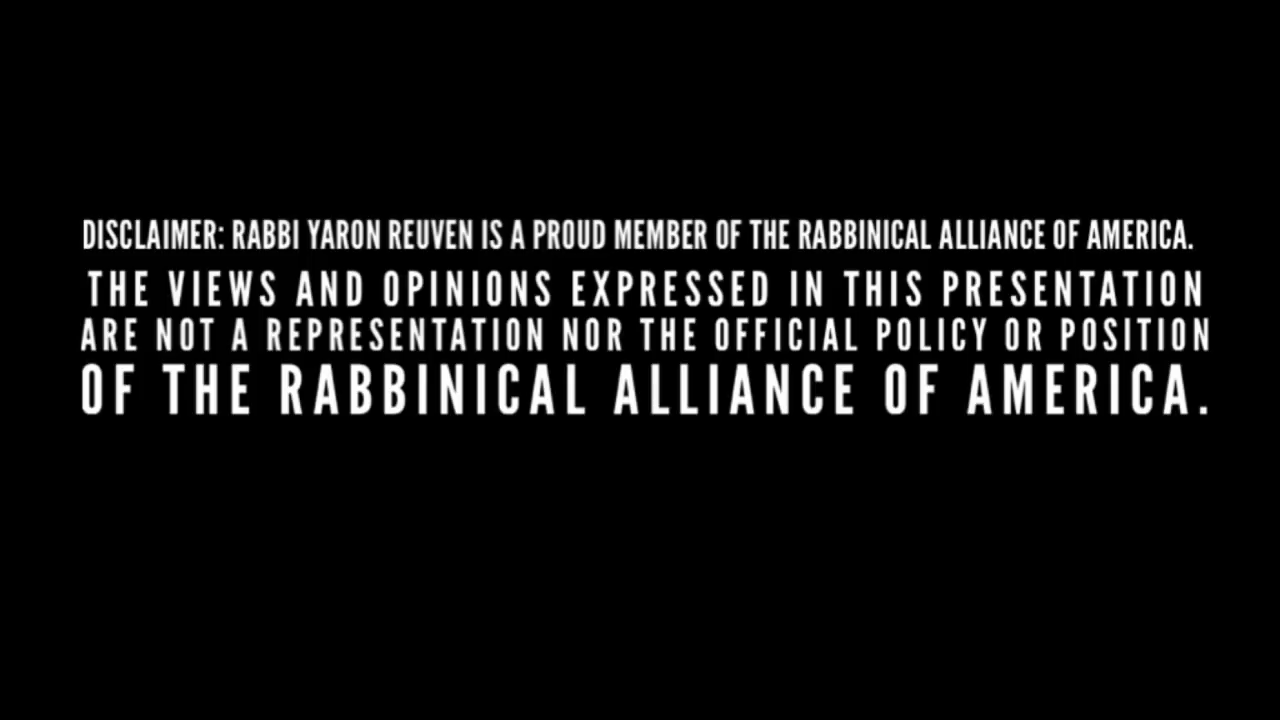 DISCLAIMER: RABBI YARON REUVEN IS A PROUD MEMBER OF THE RABBINICAL ALLIANCE OF AMERICA.
THE VIEWS AND OPINIONS EXPRESSED IN THIS PRESENTATION
ARE NOT A REPRESENTATION NOR THE OFFICIAL POLICY OR POSITION
OF THE RABBINICAL ALLIANCE OF AMERICA.